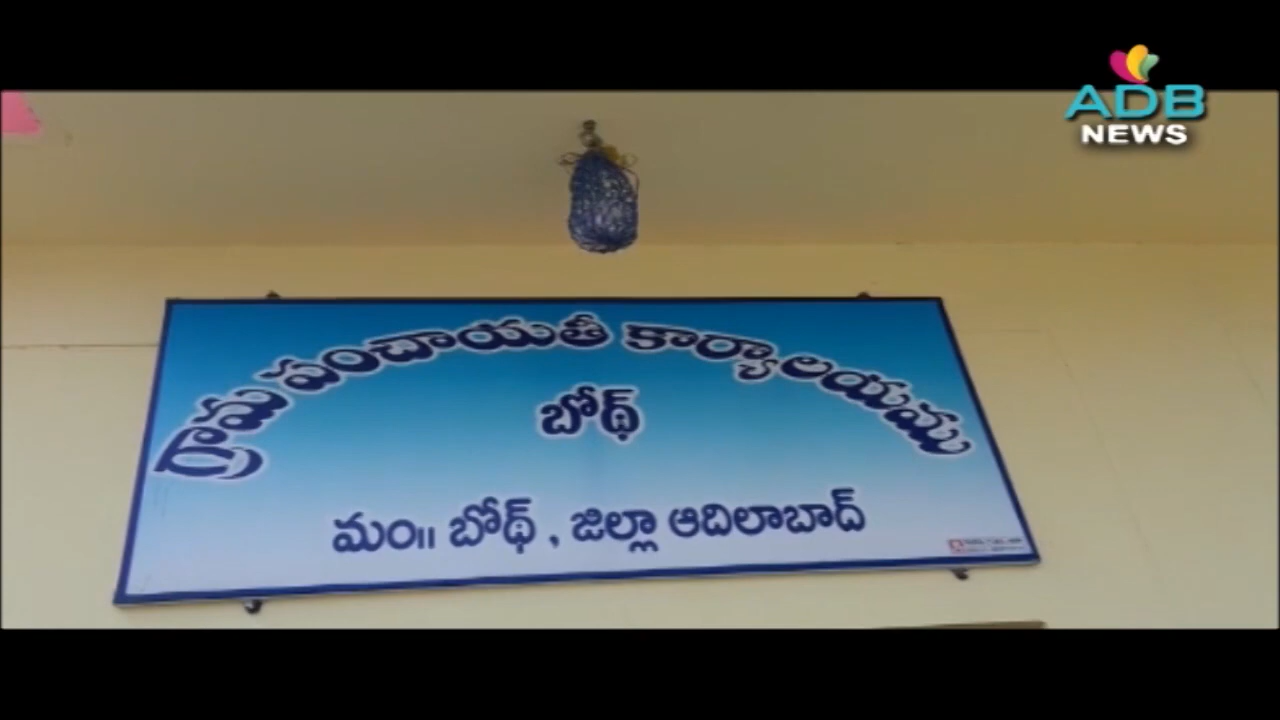 ADB
NEWS
గ్రామ పంచాయతీ కార్యాలయము
బోథ్
మం॥ బోథ్ , జిల్లా ఆదిలాబాద్